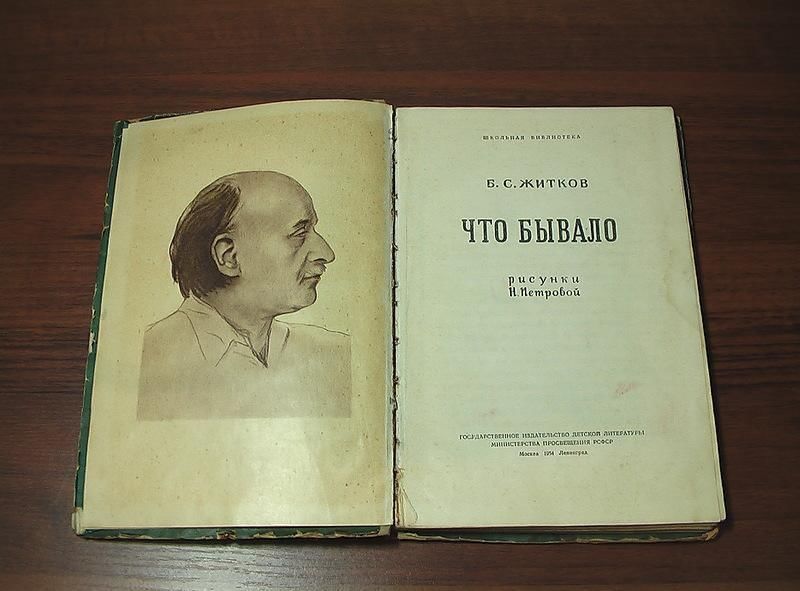 ШКОЛЬНАЯ БИБЛИОТЕКА
Б. С. ЖИТКОВ
ЧТО БЫВАЛО
рисунки
Н. Петровой
ГОСУДАРСТВЕННОЕ ИЗДАТЕЛЬСТВО ДЕТСКОЙ ЛИТЕРАТУРЫ
МИНИСТЕРСТВА ПРОСВЕЩЕНИЯ РСФСР
Москва 1954 Ленинград